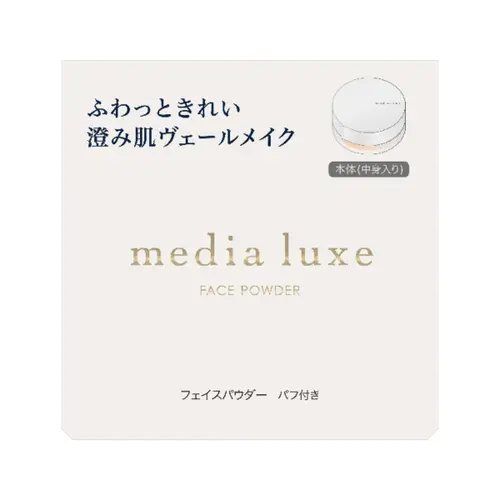 ふわっときれい
澄み肌ヴェールメイク
本体(中身入り)
media luxe
FACE POWDER
フェイスパウダー パフ付き